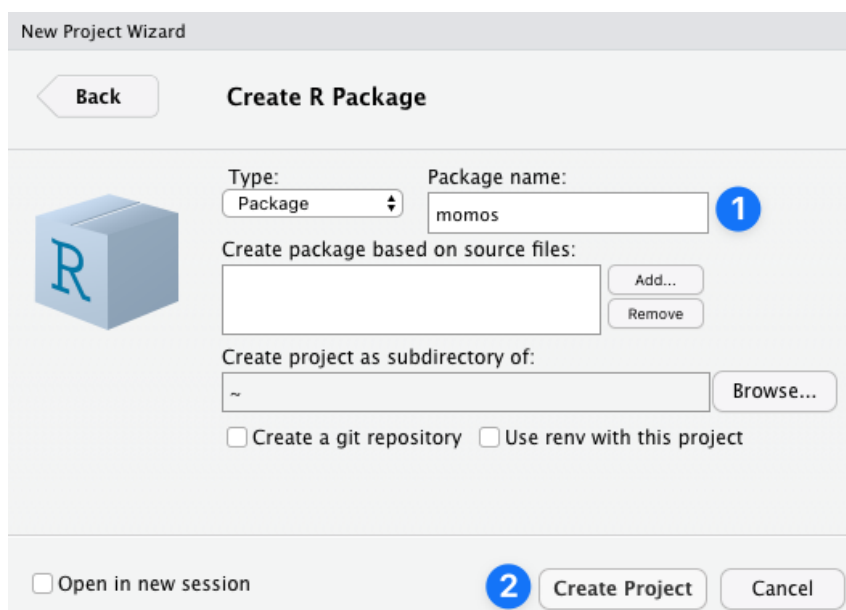 New Project Wizard
Back
Create R Package
Type:
Package name:
Package
momos
1
R
Create package based on source files:
Add...
Remove
Create project as subdirectory of:
~
Browse...
Create a git repository
Use renv with this project
Open in new session
2
Create Project
Cancel